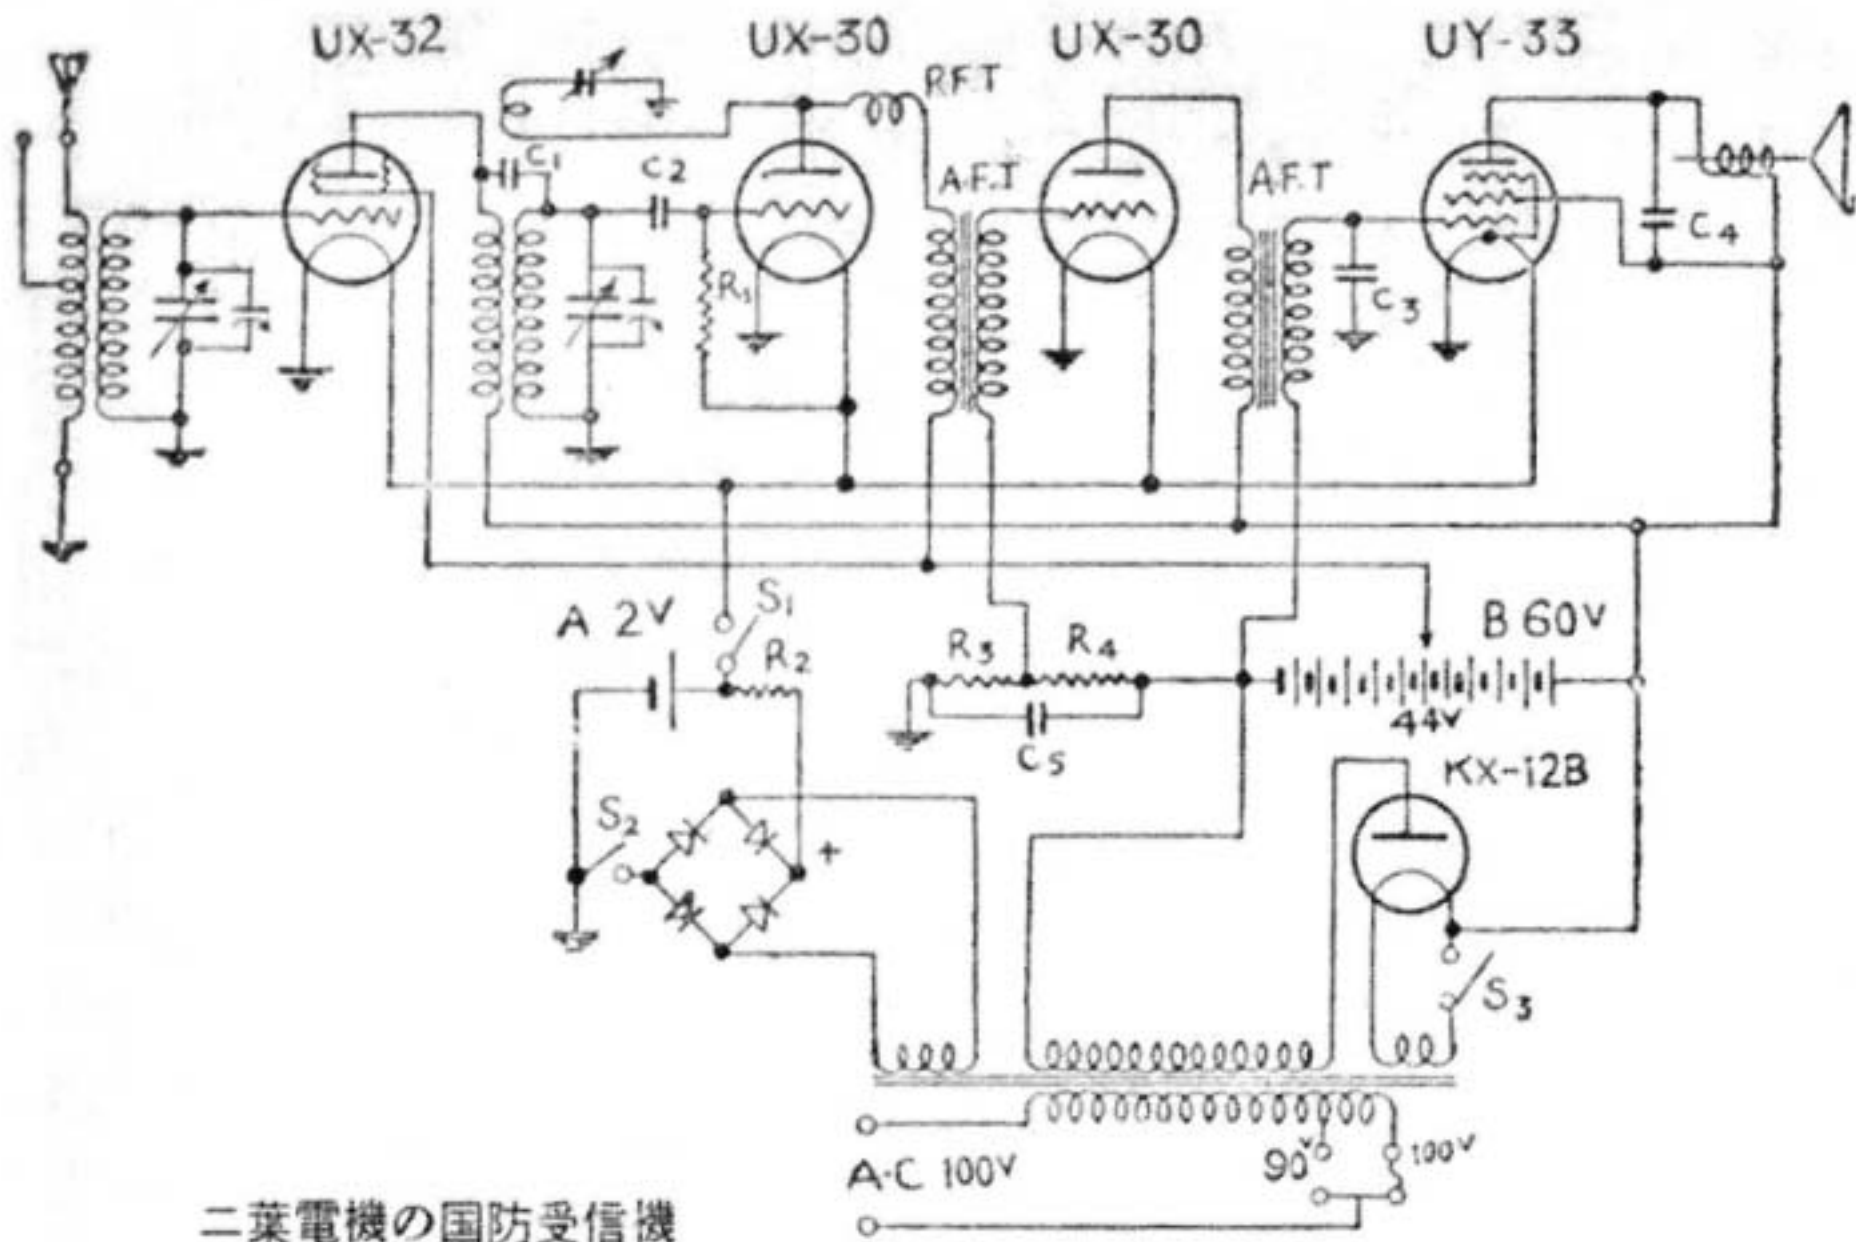 UX-32
UX-30
UX-30
UY-33
R.F.T
C1
C2
A.F.T
A.F.T
R1
C3
C4
A 2V
S1
R2
R3
R4
B 60V
44V
C5
KX-12B
S2
+
S3
A-C 100V
90V
100V
二葉電機の国防受信機